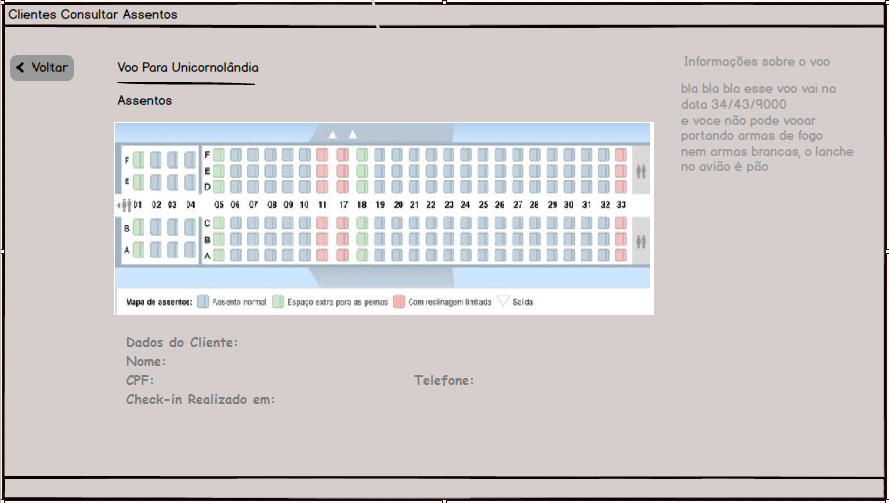 Clientes Consultar Assentos
Voltar
Voo Para Unicornolândia
Assentos
F
E
B
A
F
E
D
01 02 03 04 05 06 07 08 09 10 11 17 18 19 20 21 22 23 24 25 26 27 28 29 30 31 32 33
C
B
A
Mapa de assentos: Assento normal Espaço extra para as pernas Com reclinagem limitada Saída
Dados do Cliente:
Nome:
CPF: Telefone:
Check-in Realizado em:
Informações sobre o voo
bla bla bla esse voo vai na
data 34/43/9000
e voce não pode vooar
portando armas de fogo
nem armas brancas, o lanche
no avião é pão